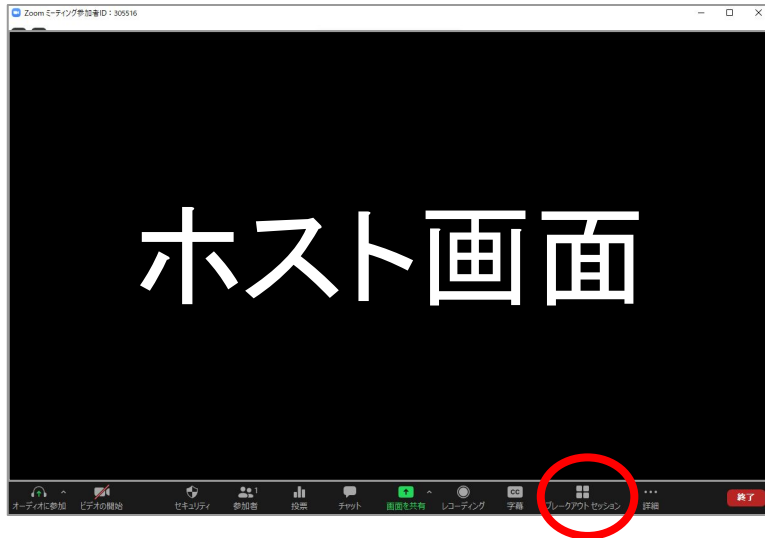 Zoom ミーティング参加者ID：305516
ホスト画面
オーディオに参加
ビデオの開始
セキュリティ
参加者
1
投票
チャット
画面を共有
レコーディング
CC
字幕
ブレークアウト セッション
詳細
終了